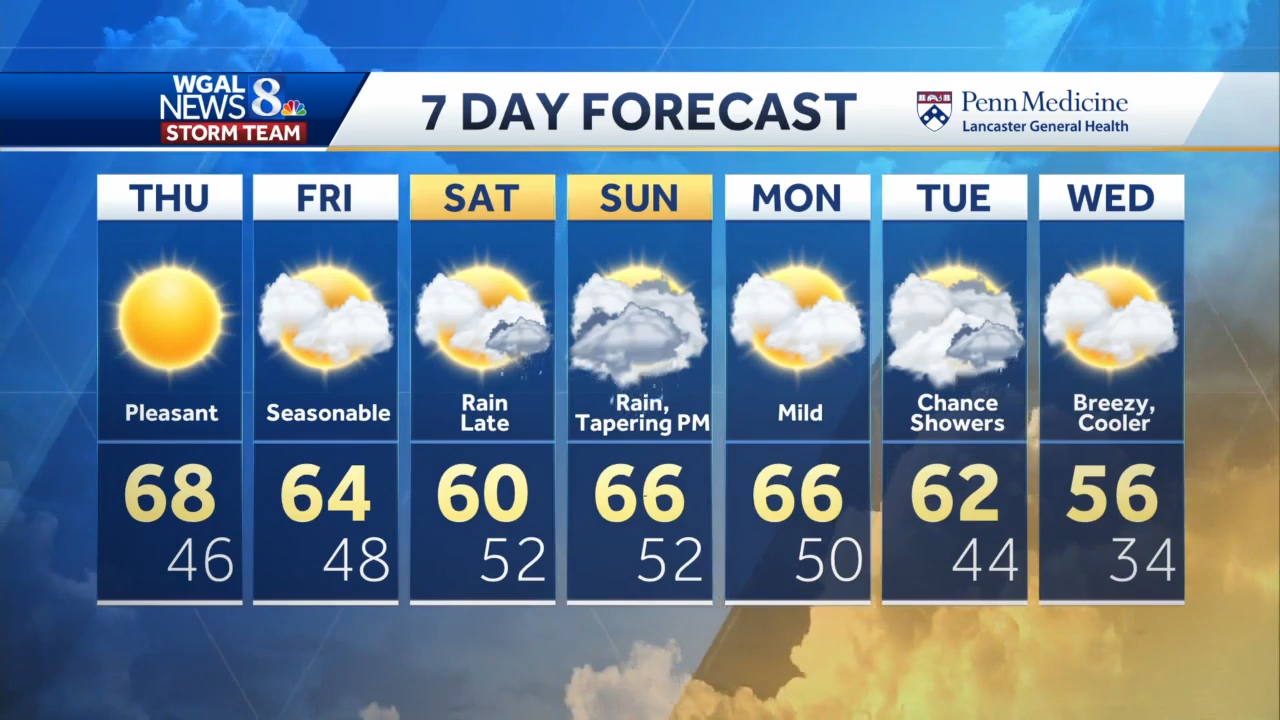 WGAL
NEWS 8
STORM TEAM
7 DAY FORECAST
Penn Medicine
Lancaster General Health
THU
FRI
SAT
SUN
MON
TUE
WED
Pleasant
Seasonable
Rain
Late
Rain,
Tapering PM
Mild
Chance
Showers
Breezy,
Cooler
68
64
60
66
66
62
56
46
48
52
52
50
44
34